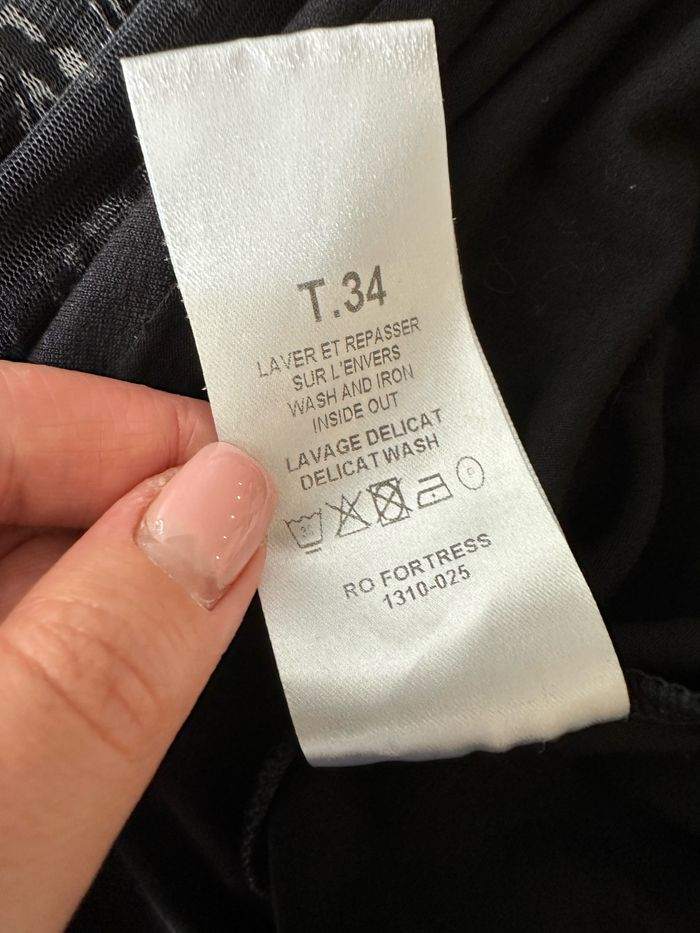 T.34
LAVER ET REPASSER
SUR L'ENVERS
WASH AND IRON
INSIDE OUT
LAVAGE DELICAT
DELICAT WASH
30
RO FORTRESS
1310-025